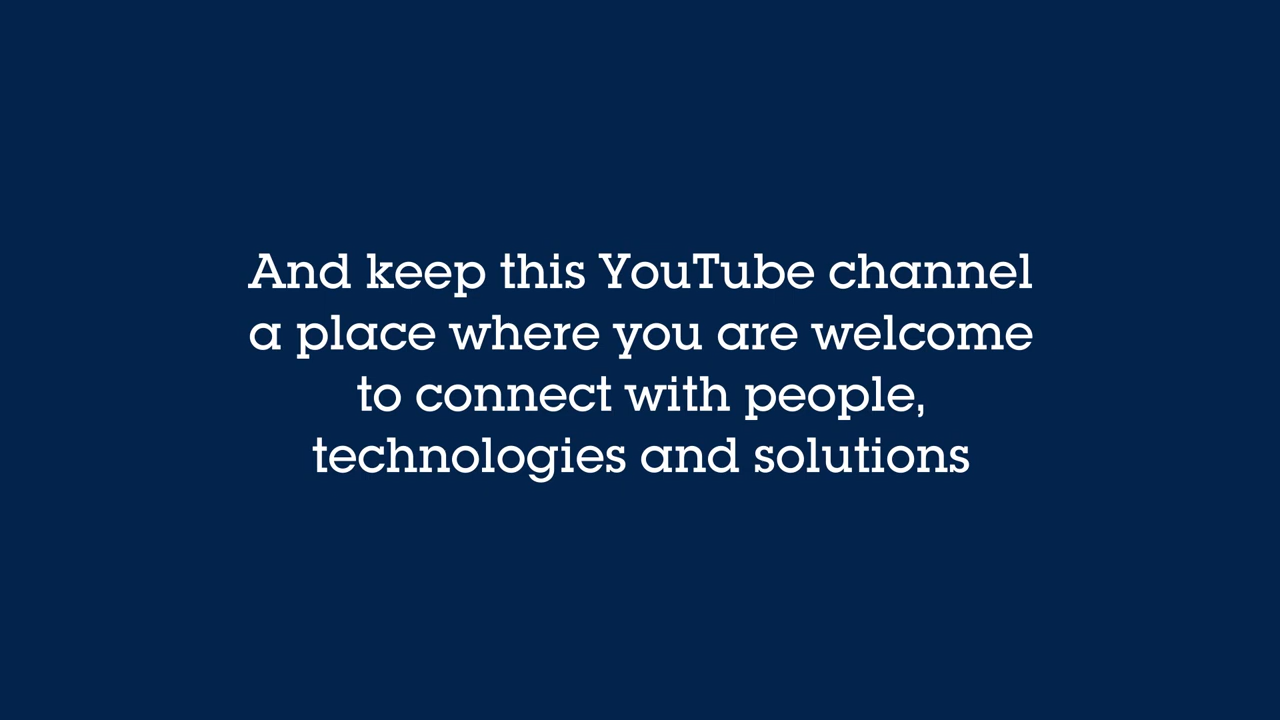 And keep this YouTube channel
a place where you are welcome
to connect with people,
technologies and solutions